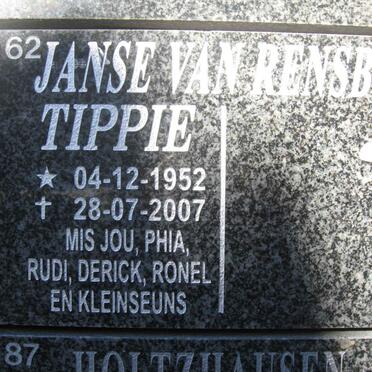 62 JANSE VAN RENSB
TIPPIE
★ 04-12-1952
✝ 28-07-2007
MIS JOU, PHIA,
RUDI, DERICK, RONEL
EN KLEINSEUNS
87 HOLTZHAUSEN